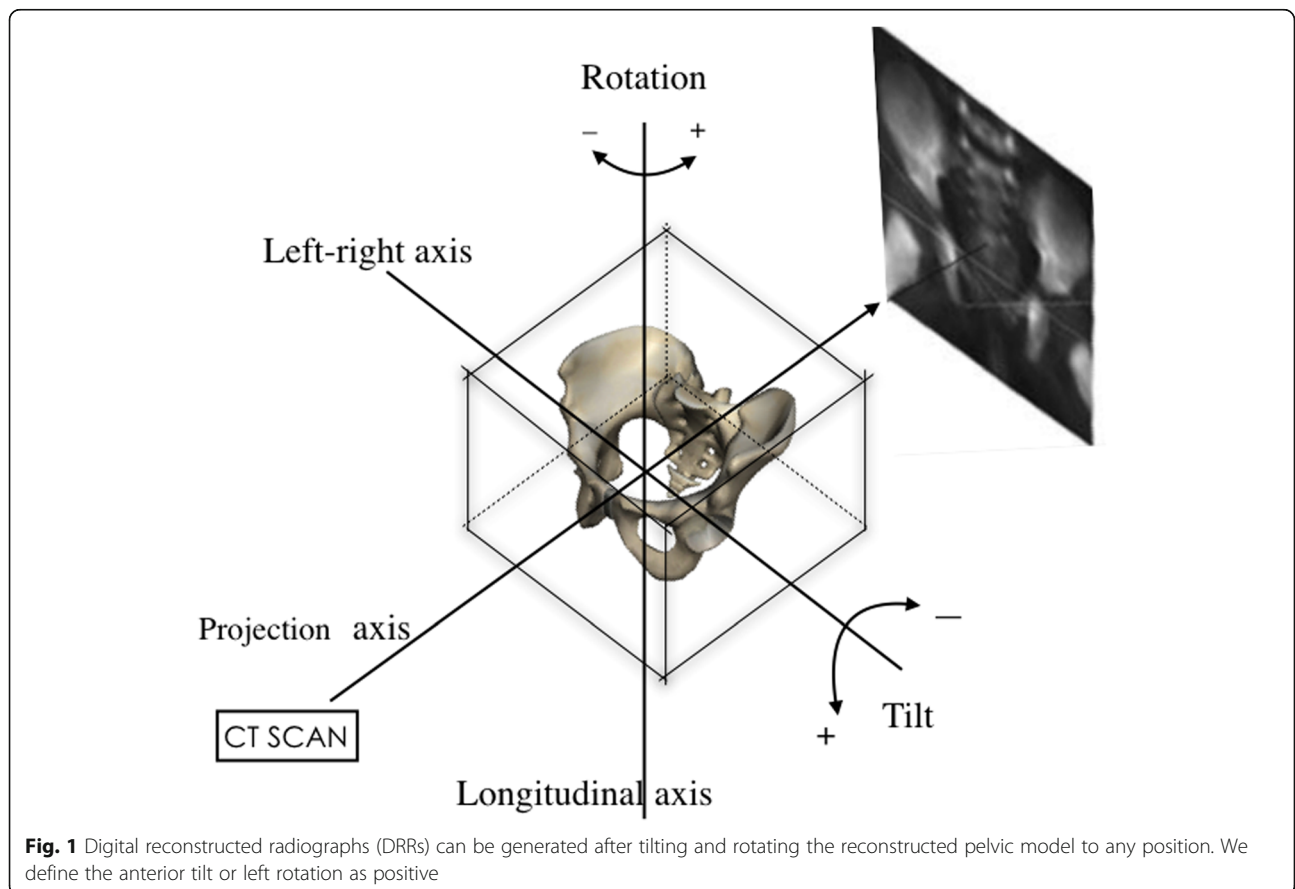 Rotation
– +
Left-right axis
Projection axis
—
Tilt
CT SCAN
+
Longitudinal axis
Fig. 1 Digital reconstructed radiographs (DRRs) can be generated after tilting and rotating the reconstructed pelvic model to any position. We
define the anterior tilt or left rotation as positive